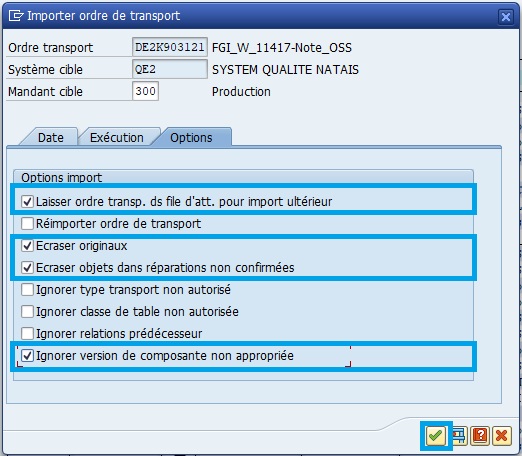 Importer ordre de transport
Ordre transport DE2K903121 FGI_W_11417-Note_OSS
Système cible QE2 SYSTEM QUALITE NATAIS
Mandant cible 300 Production
Date Exécution Options
Options import
Laisser ordre transp. ds file d'att. pour import ultérieur
Réimporter ordre de transport
Ecraser originaux
Ecraser objets dans réparations non confirmées
Ignorer type transport non autorisé
Ignorer classe de table non autorisée
Ignorer relations prédécesseur
Ignorer version de composante non appropriée